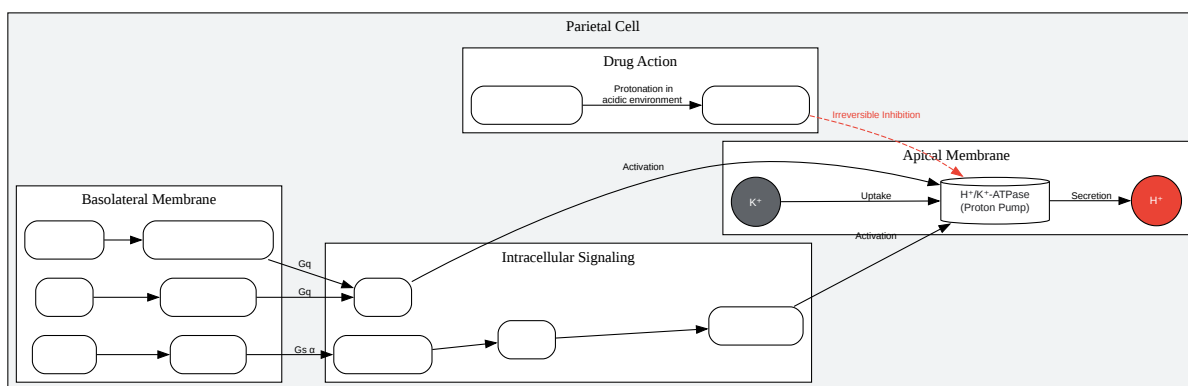 Parietal Cell
Drug Action
Protonation in
acidic environment
Irreversible Inhibition
Apical Membrane
Activation
K⁺
Uptake
H⁺/K⁺-ATPase
(Proton Pump)
Secretion
H⁺
Basolateral Membrane
Activation
Intracellular Signaling
Gq
Gq
Gs α